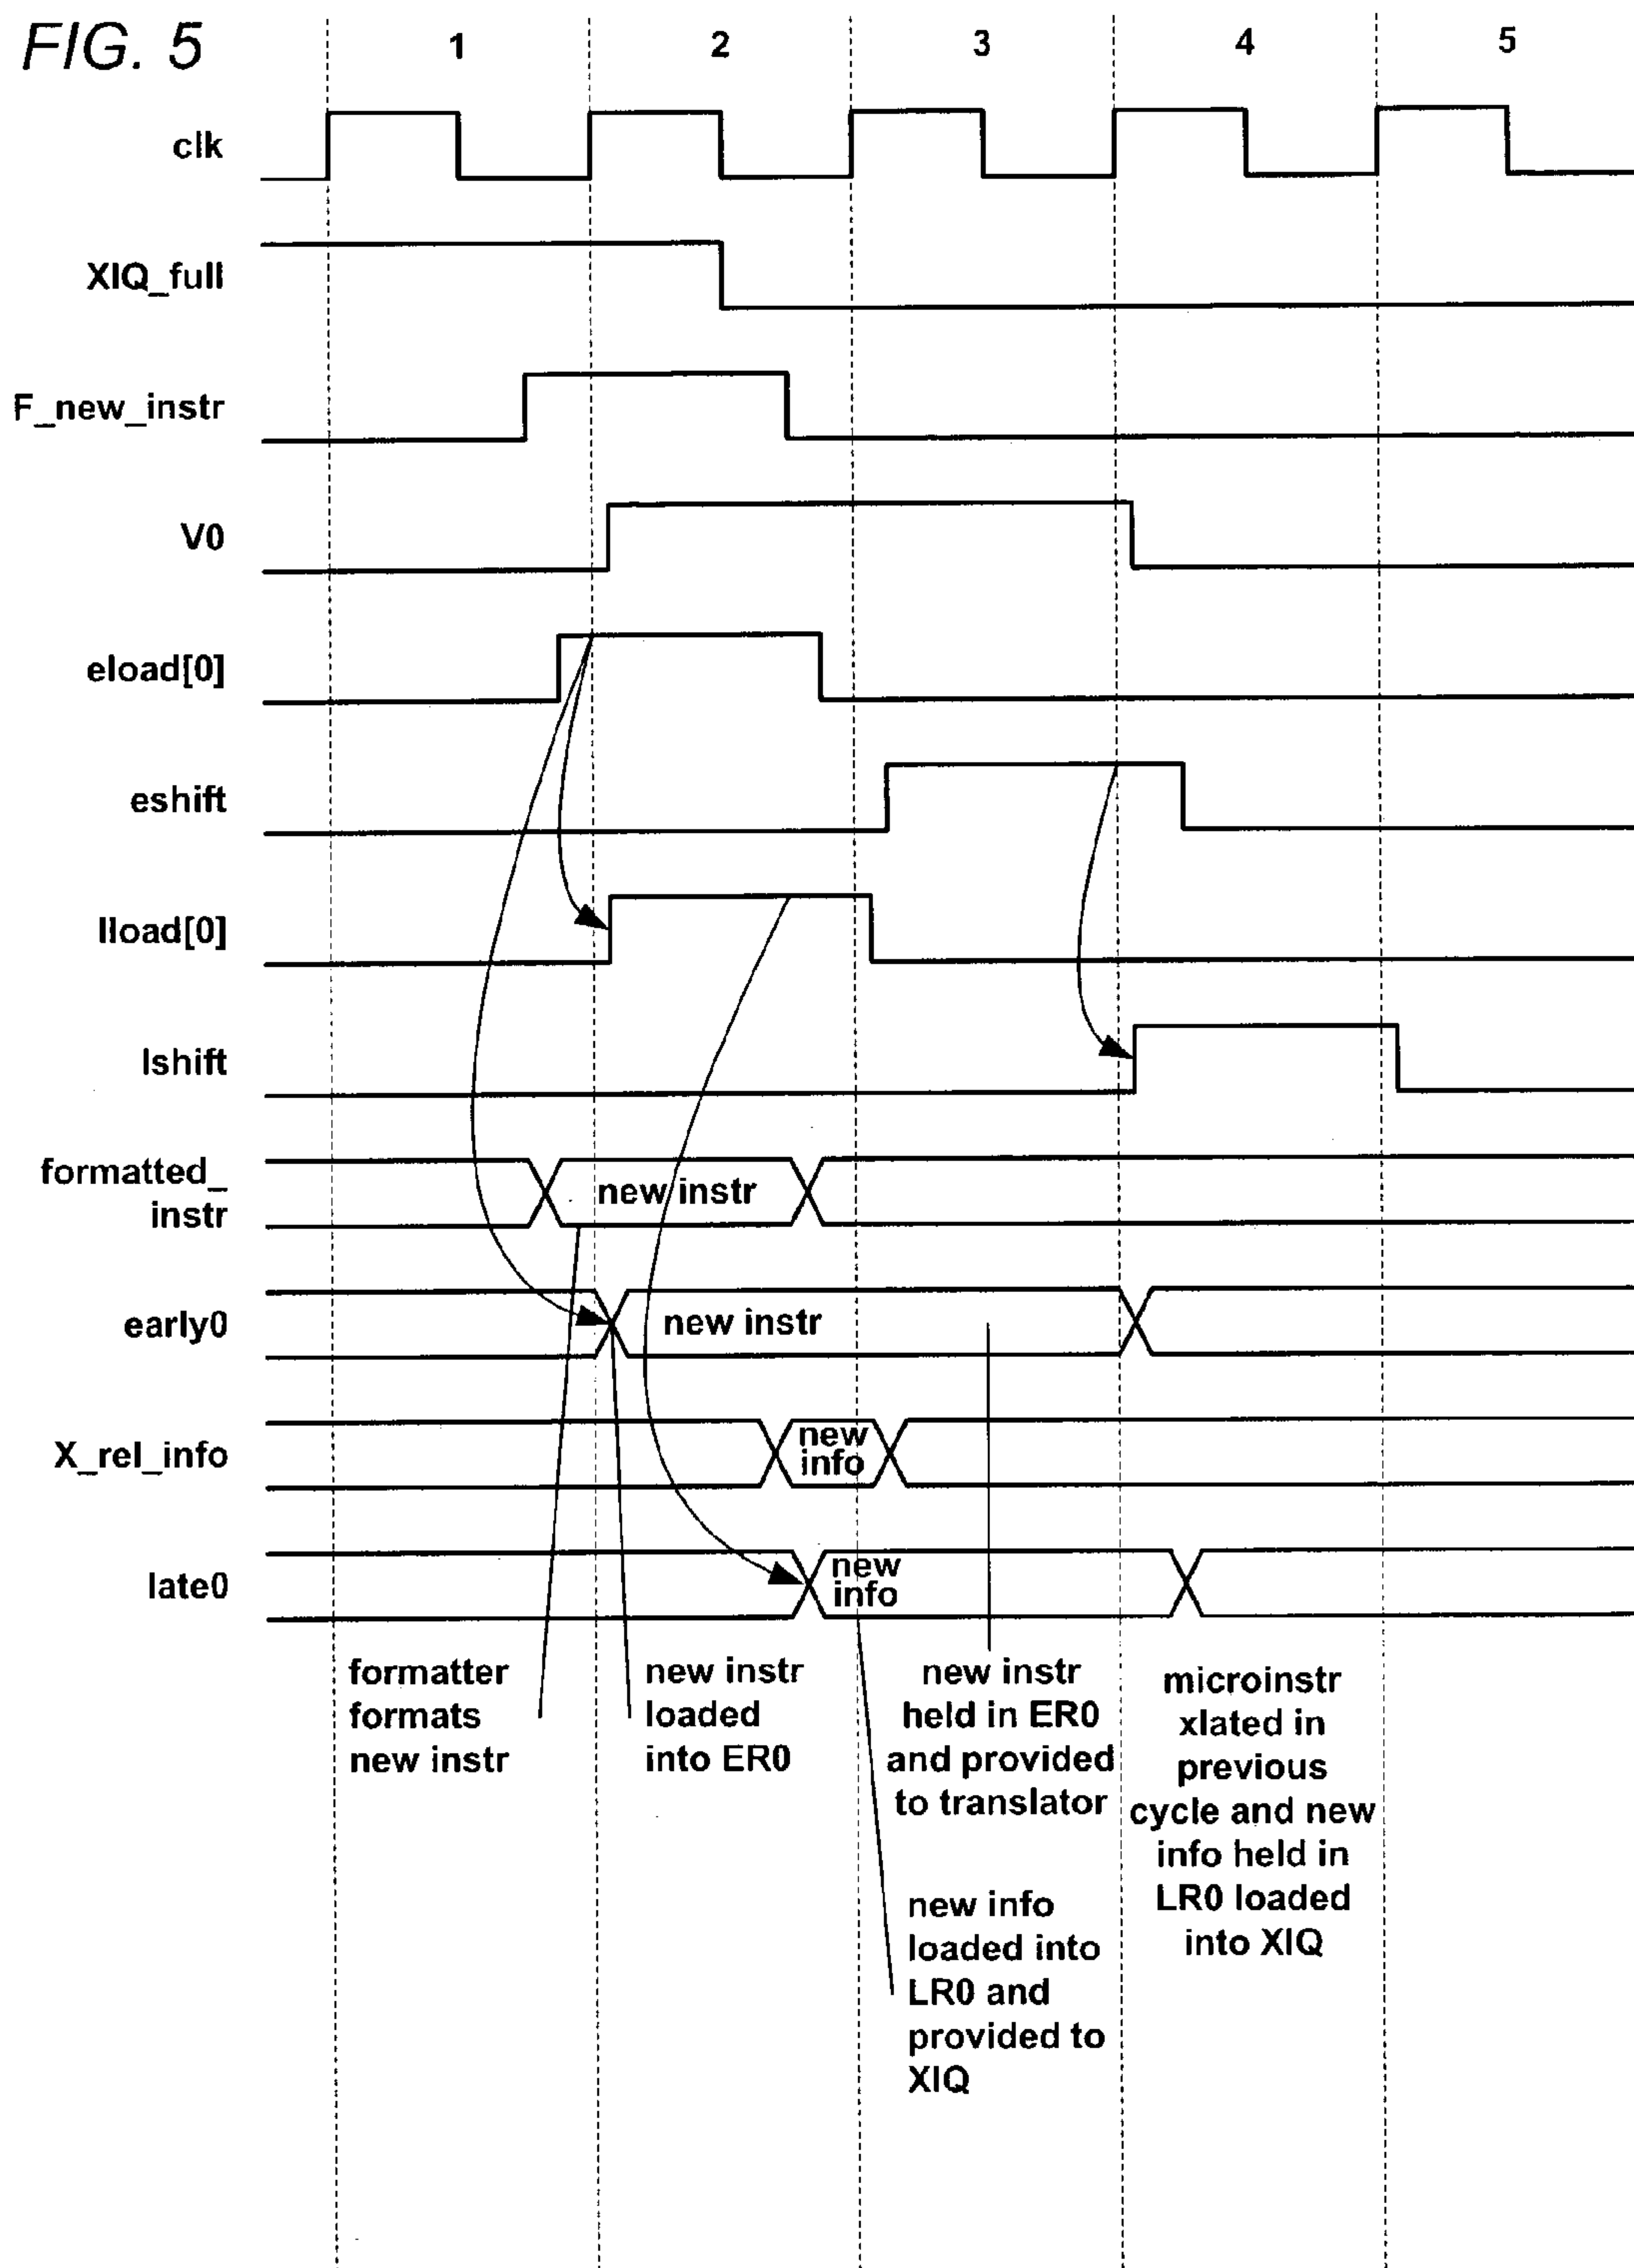 FIG. 5
1 2 3 4 5
clk
XIQ_full
F_new_instr
V0
eload[0]
eshift
lload[0]
lshift
formatted_
instr
new instr
early0
new instr
X_rel_info
new
info
late0
new
info
formatter
formats
new instr
new instr
loaded
into ER0
new instr
held in ER0
and provided
to translator
new info
loaded into
LR0 and
provided to
XIQ
microinstr
xlated in
previous
cycle and new
info held in
LR0 loaded
into XIQ